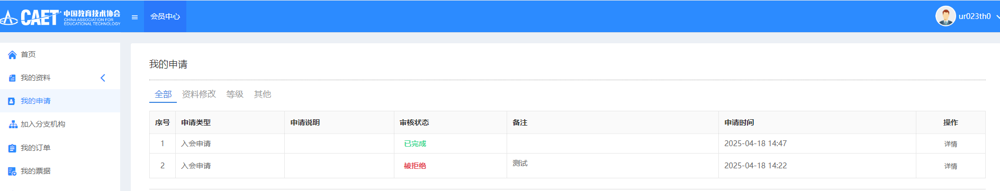 CAET 中国教育技术协会
CHINA ASSOCIATION FOR
EDUCATIONAL TECHNOLOGY
会员中心
ur023th0
首页
我的资料
我的申请
加入分支机构
我的订单
我的票据
我的申请
全部 资料修改 等级 其他
序号 申请类型 申请说明 审核状态 备注 申请时间 操作
1 入会申请 已完成 2025-04-18 14:47 详情
2 入会申请 被拒绝 测试 2025-04-18 14:22 详情